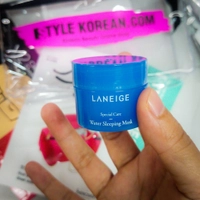 STYLE KOREAN.COM
LANEIGE
Special Care
Water Sleeping Mask